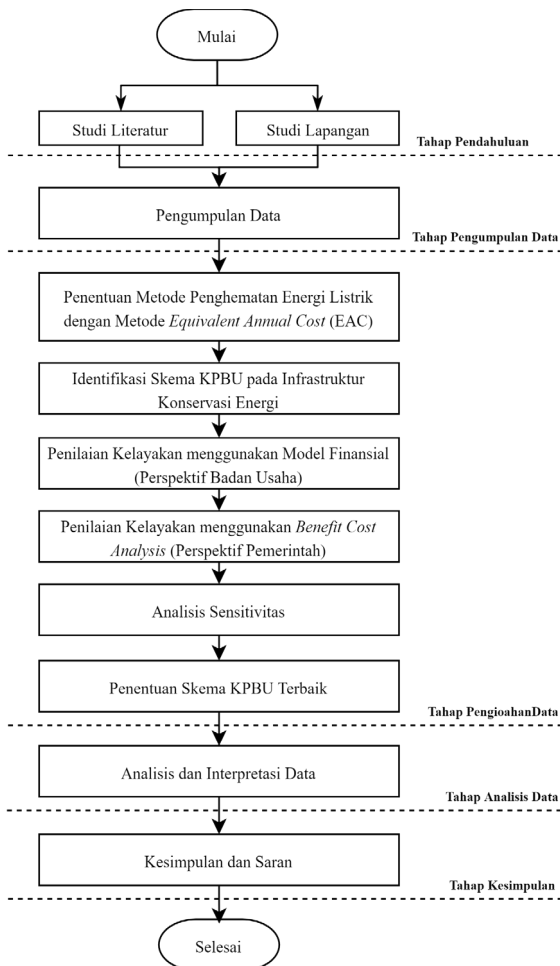 Mulai
Studi Literatur
Studi Lapangan
Tahap Pendahuluan
Pengumpulan Data
Tahap Pengumpulan Data
Penentuan Metode Penghematan Energi Listrik
dengan Metode Equivalent Annual Cost (EAC)
Identifikasi Skema KPBU pada Infrastruktur
Konservasi Energi
Penilaian Kelayakan menggunakan Model Finansial
(Perspektif Badan Usaha)
Penilaian Kelayakan menggunakan Benefit Cost
Analysis (Perspektif Pemerintah)
Analisis Sensitivitas
Penentuan Skema KPBU Terbaik
Tahap PengioahanData
Analisis dan Interpretasi Data
Tahap Analisis Data
Kesimpulan dan Saran
Tahap Kesimpulan
Selesai